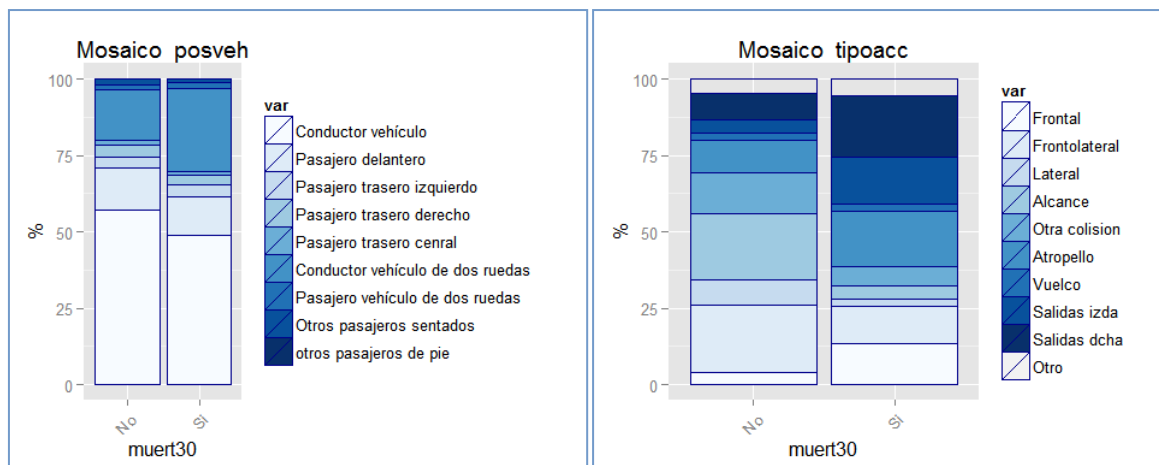 Mosaico posveh
100
75
50
25
0
%
No
Si
muert30
var
Conductor vehículo
Pasajero delantero
Pasajero trasero izquierdo
Pasajero trasero derecho
Pasajero trasero cenral
Conductor vehículo de dos ruedas
Pasajero vehículo de dos ruedas
Otros pasajeros sentados
otros pasajeros de pie
Mosaico tipoacc
100
75
50
25
0
%
No
Si
muert30
var
Frontal
Frontolateral
Lateral
Alcance
Otra colision
Atropello
Vuelco
Salidas izda
Salidas dcha
Otro